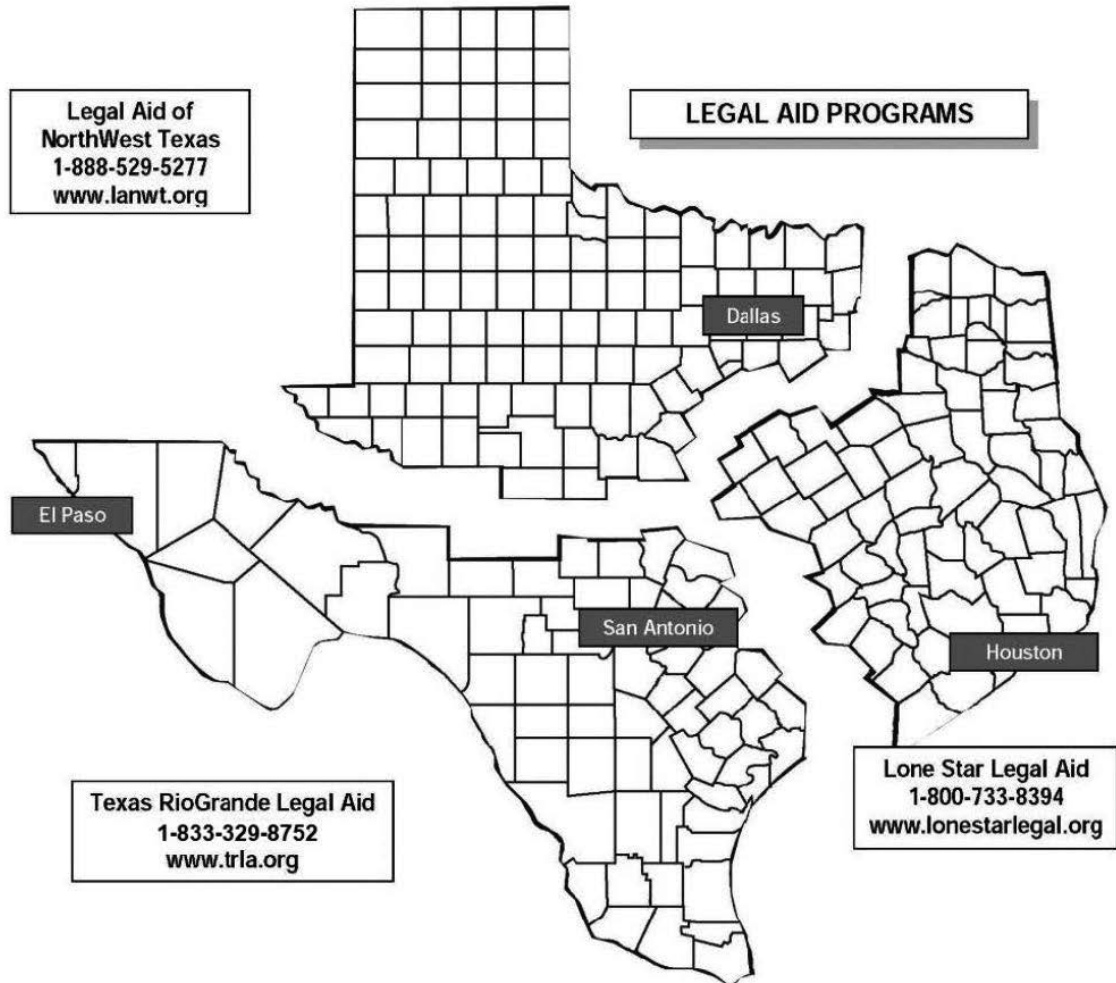 Legal Aid of
NorthWest Texas
1-888-529-5277
www.lanwt.org
LEGAL AID PROGRAMS
Dallas
El Paso
San Antonio
Houston
Texas RioGrande Legal Aid
1-833-329-8752
www.trla.org
Lone Star Legal Aid
1-800-733-8394
www.lonestarlegal.org